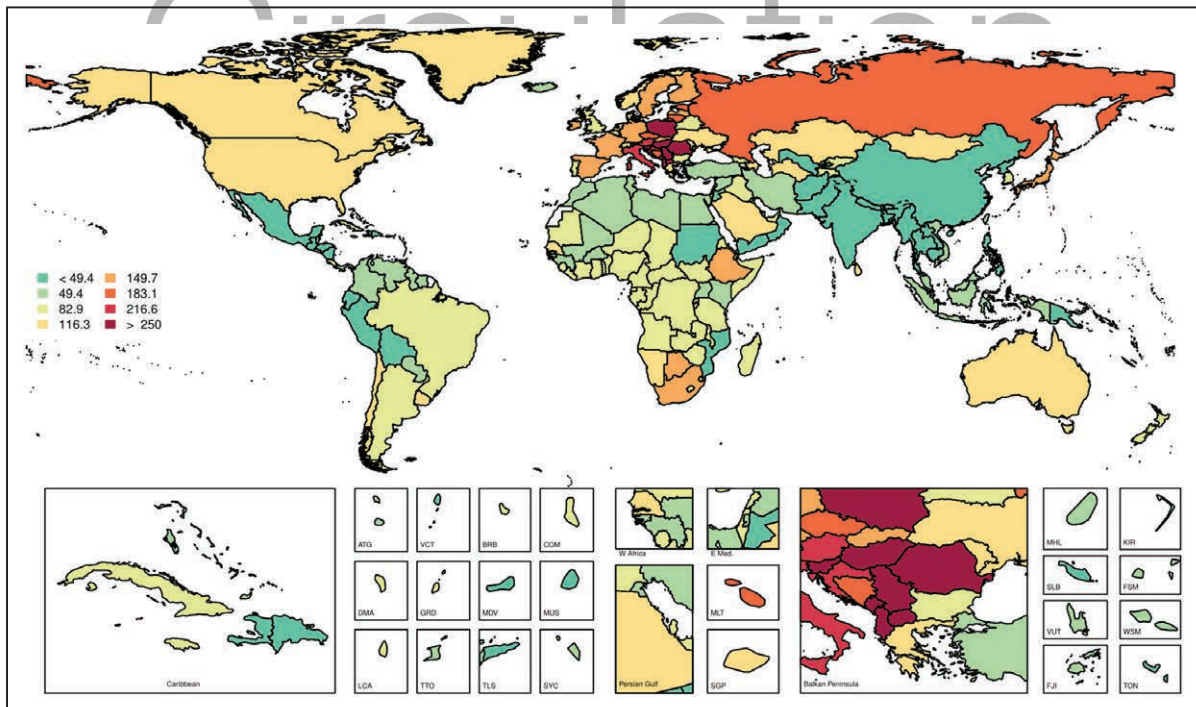 Circulation
< 49.4 149.7
49.4 183.1
82.9 216.6
116.3 > 250
Caribbean
ATG VCT BRB COM
DMA GRD MDV MUS
LCA TTO TLS SYC
W Africa E Med.
Persian Gulf
MLT
SGP
Balkan Peninsula
MHL KIR
SLB FSM
VUT WSM
FJI TON